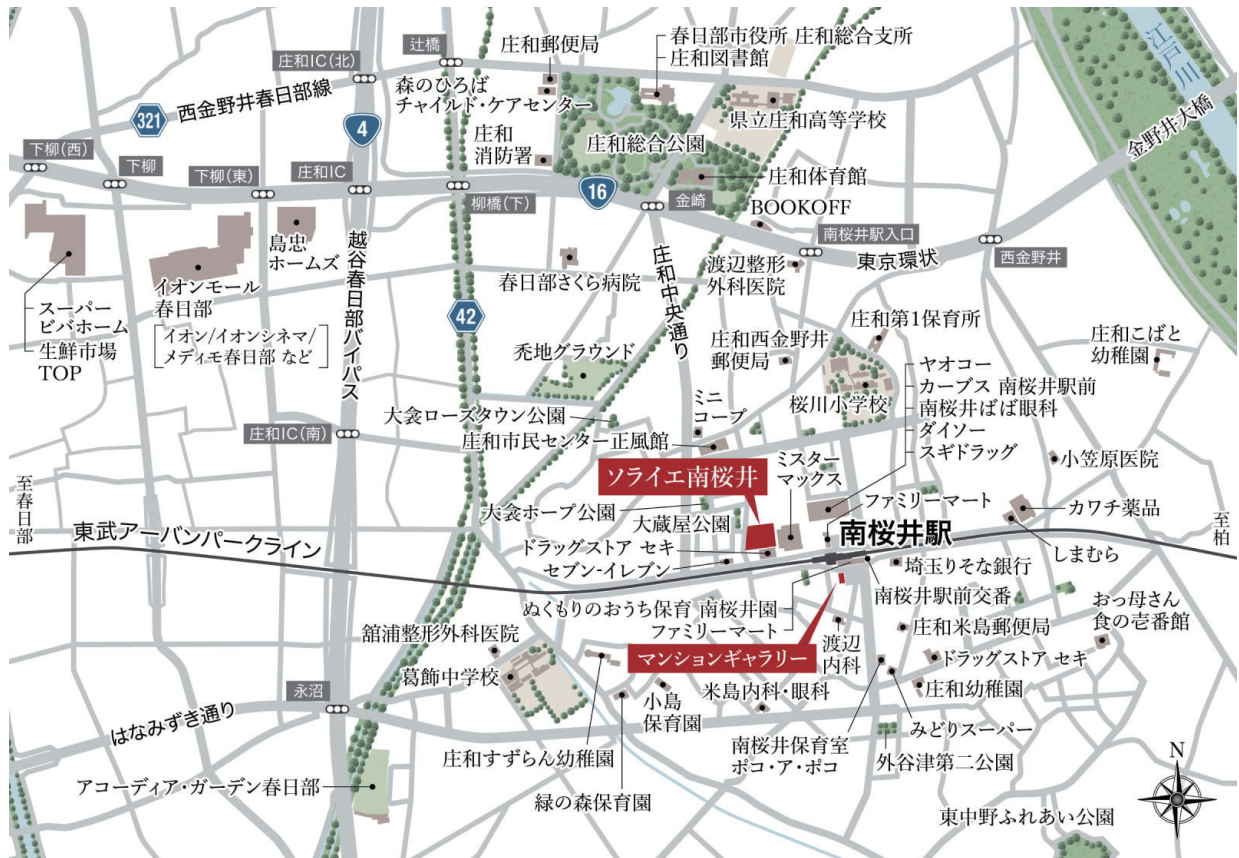 辻橋
庄和IC(北)
庄和郵便局
春日部市役所 庄和総合支所
庄和図書館
江戸川
森のひろば
チャイルド・ケアセンター
321
西金野井春日部線
4
庄和
消防署
庄和総合公園
県立庄和高等学校
金野井大橋
下柳(西)
下柳
下柳(東)
庄和IC
柳橋(下)
16
金崎
庄和体育館
BOOKOFF
南桜井駅入口
東京環状
西金野井
島忠
ホームズ
越谷春日部バイパス
42
春日部さくら病院
庄和中央通り
渡辺整形
外科医院
スーパー
ビバホーム
生鮮市場
TOP
イオンモール
春日部
イオン/イオンシネマ/
メディモ春日部 など
禿地グラウンド
庄和西金野井
郵便局
庄和第1保育所
庄和こばと
幼稚園
桜川小学校
ヤオコー
カーブス 南桜井駅前
南桜井ばば眼科
ダイソー
スギドラッグ
大衾ローズタウン公園
ミニ
コープ
庄和IC(南)
庄和市民センター正風館
ソライエ南桜井
ミスター
マックス
小笠原医院
至春日部
東武アーバンパークライン
大衾ホープ公園
大蔵屋公園
ファミリーマート
カワチ薬品
至柏
南桜井駅
ドラッグストア セキ
セブン-イレブン
しまむら
埼玉りそな銀行
ぬくもりのおうち保育 南桜井園
南桜井駅前交番
ファミリーマート
おっ母さん
食の壱番館
舘浦整形外科医院
マンションギャラリー
渡辺
内科
庄和米島郵便局
ドラッグストア セキ
葛飾中学校
小島
保育園
米島内科・眼科
庄和幼稚園
永沼
はなみずき通り
みどりスーパー
庄和すずらん幼稚園
南桜井保育室
ポコ・ア・ポコ
外谷津第二公園
アコーディア・ガーデン春日部
緑の森保育園
N
東中野ふれあい公園